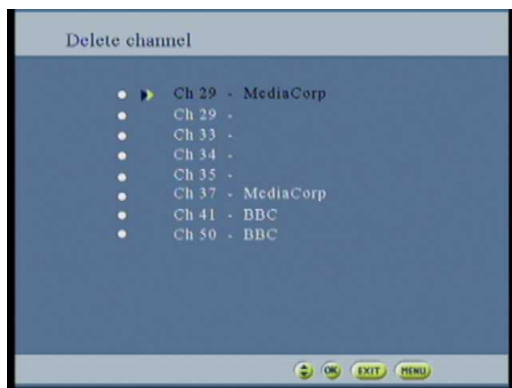 Delete channel
Ch 29 - MediaCorp
Ch 29 -
Ch 33 -
Ch 34 -
Ch 35 -
Ch 37 - MediaCorp
Ch 41 - BBC
Ch 50 - BBC
OK EXIT MENU